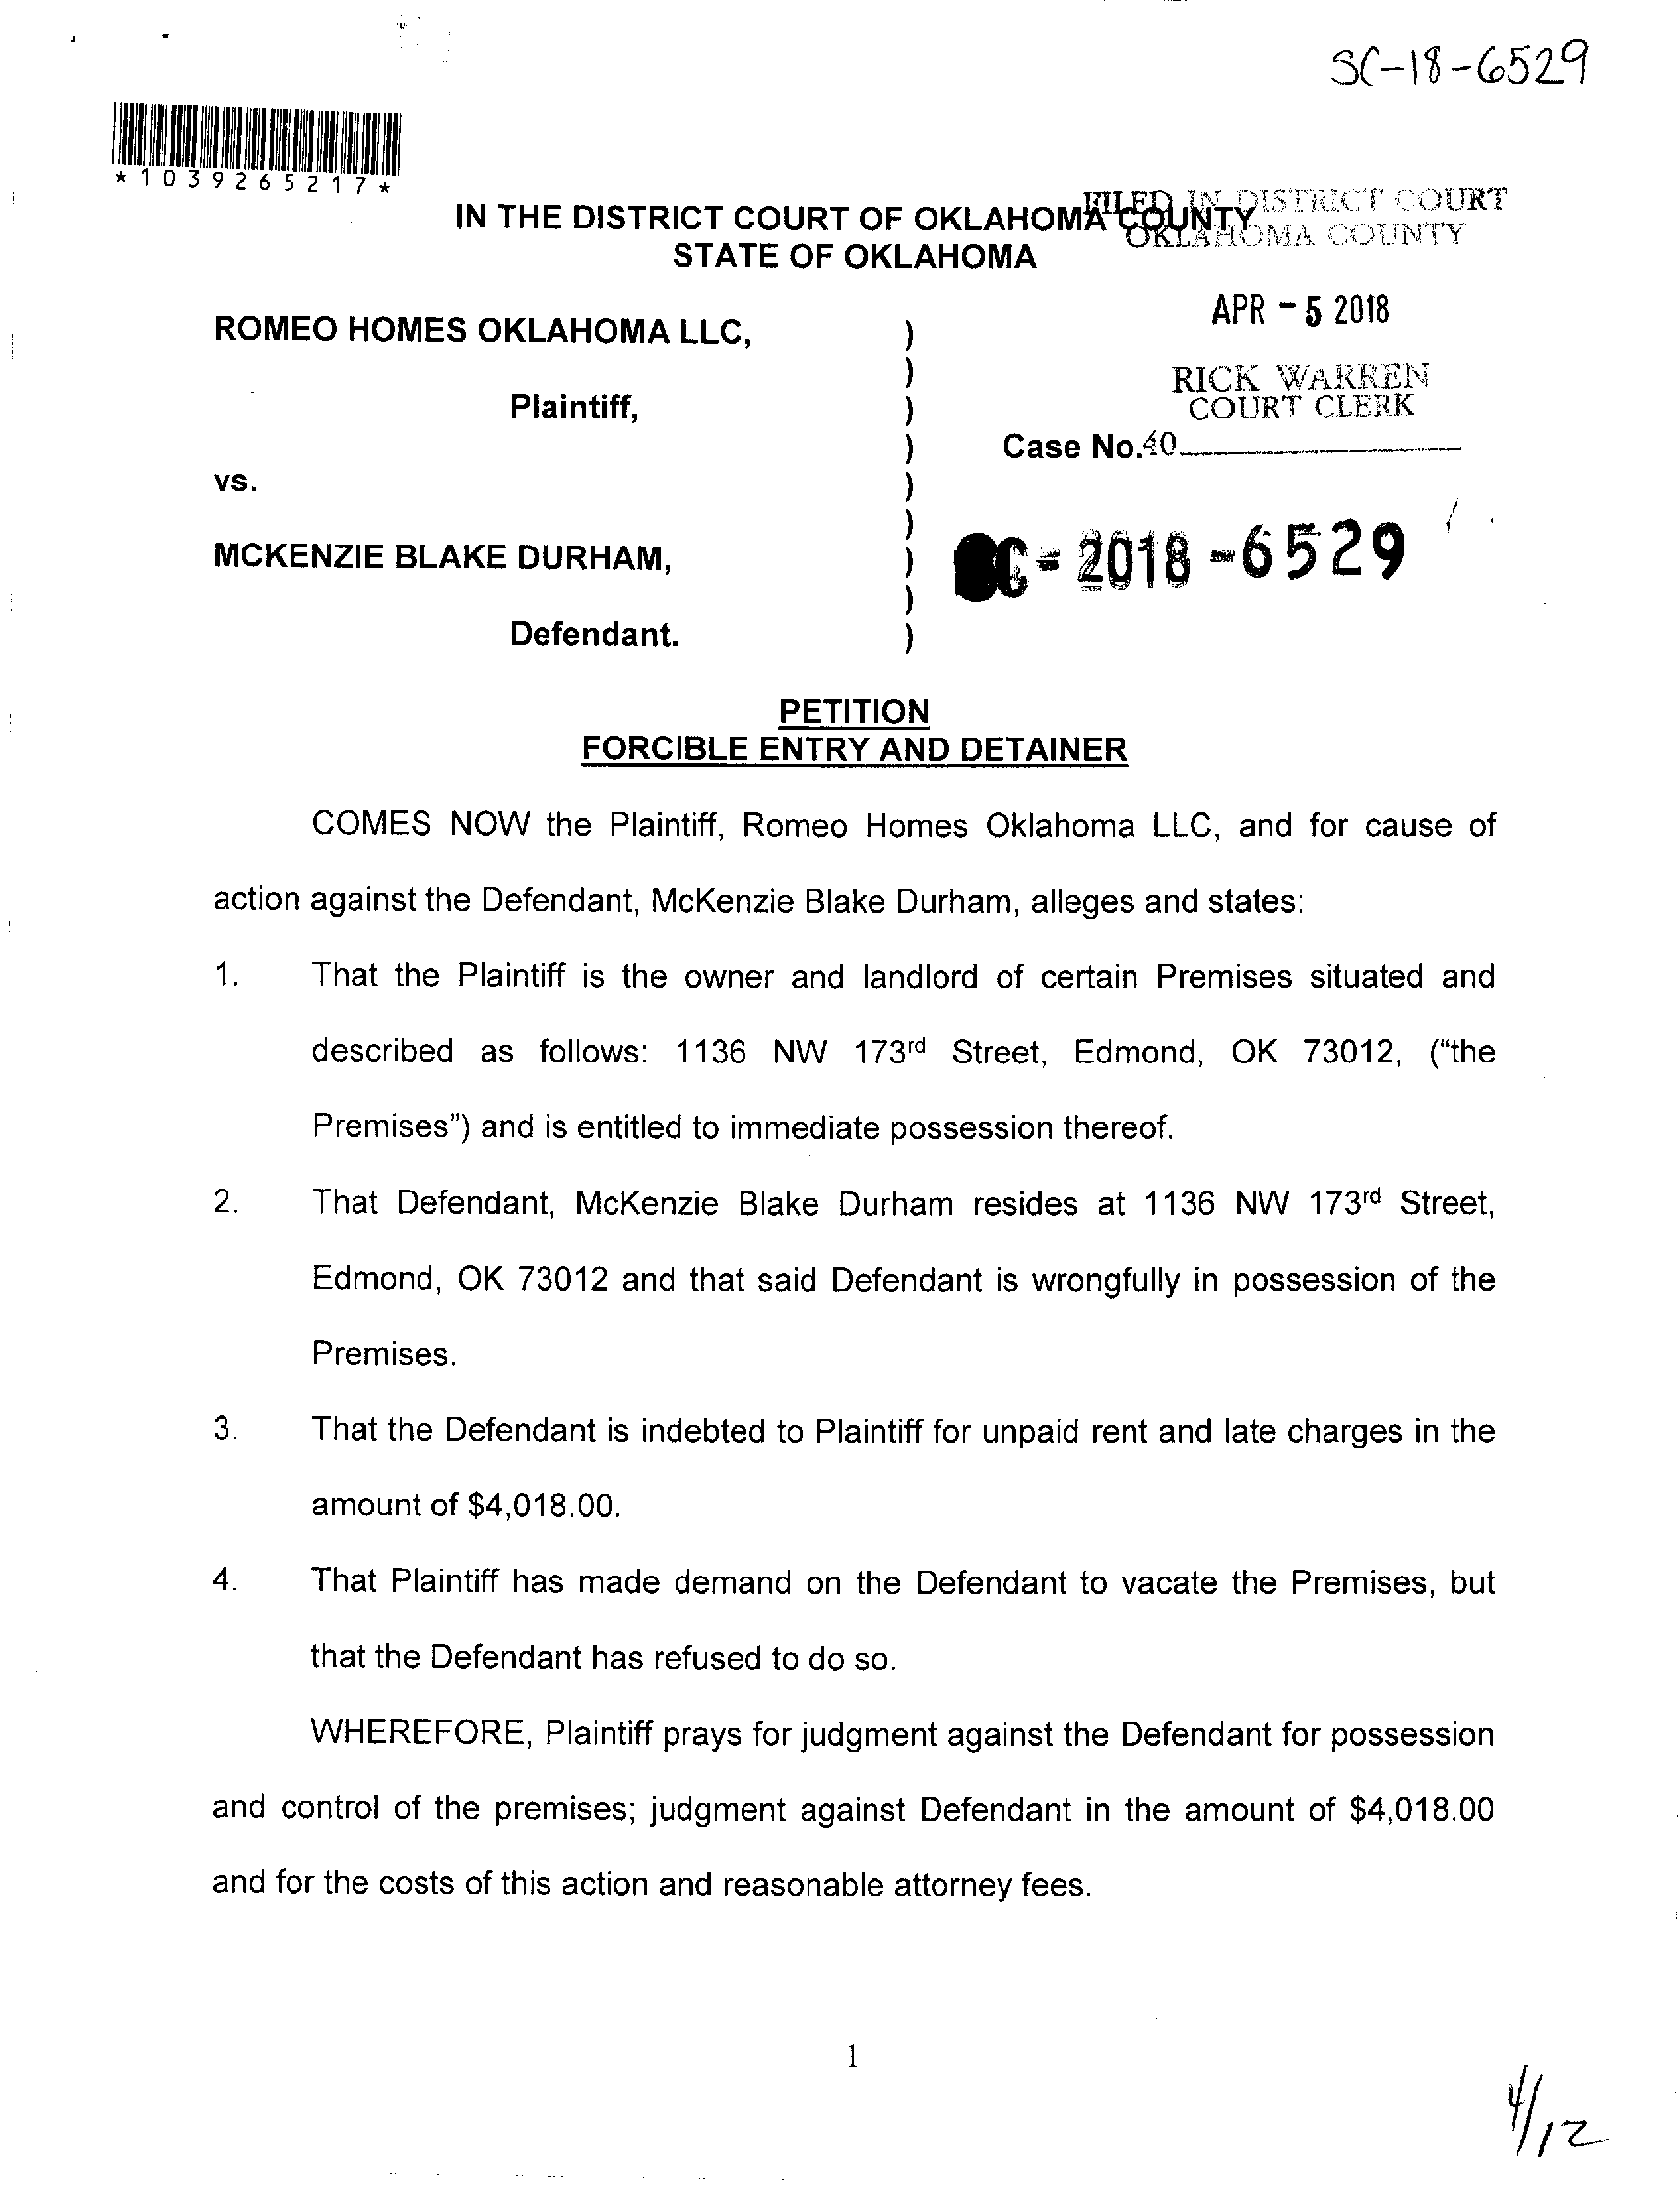 SC-18-6529
*1039265217*
IN THE DISTRICT COURT OF OKLAHOMA COUNTY
STATE OF OKLAHOMA
FILED IN DISTRICT COURT
OKLAHOMA COUNTY
APR - 5 2018
RICK WARREN
COURT CLERK
40
ROMEO HOMES OKLAHOMA LLC, )
)
Plaintiff, )
) Case No.
vs. )
)
MCKENZIE BLAKE DURHAM, ) SC - 2018 - 6529
)
Defendant. )
PETITION
FORCIBLE ENTRY AND DETAINER
COMES NOW the Plaintiff, Romeo Homes Oklahoma LLC, and for cause of
action against the Defendant, McKenzie Blake Durham, alleges and states:
1. That the Plaintiff is the owner and landlord of certain Premises situated and
described as follows: 1136 NW 173rd Street, Edmond, OK 73012, (“the
Premises”) and is entitled to immediate possession thereof.
2. That Defendant, McKenzie Blake Durham resides at 1136 NW 173rd Street,
Edmond, OK 73012 and that said Defendant is wrongfully in possession of the
Premises.
3. That the Defendant is indebted to Plaintiff for unpaid rent and late charges in the
amount of $4,018.00.
4. That Plaintiff has made demand on the Defendant to vacate the Premises, but
that the Defendant has refused to do so.
WHEREFORE, Plaintiff prays for judgment against the Defendant for possession
and control of the premises; judgment against Defendant in the amount of $4,018.00
and for the costs of this action and reasonable attorney fees.
1
4/12